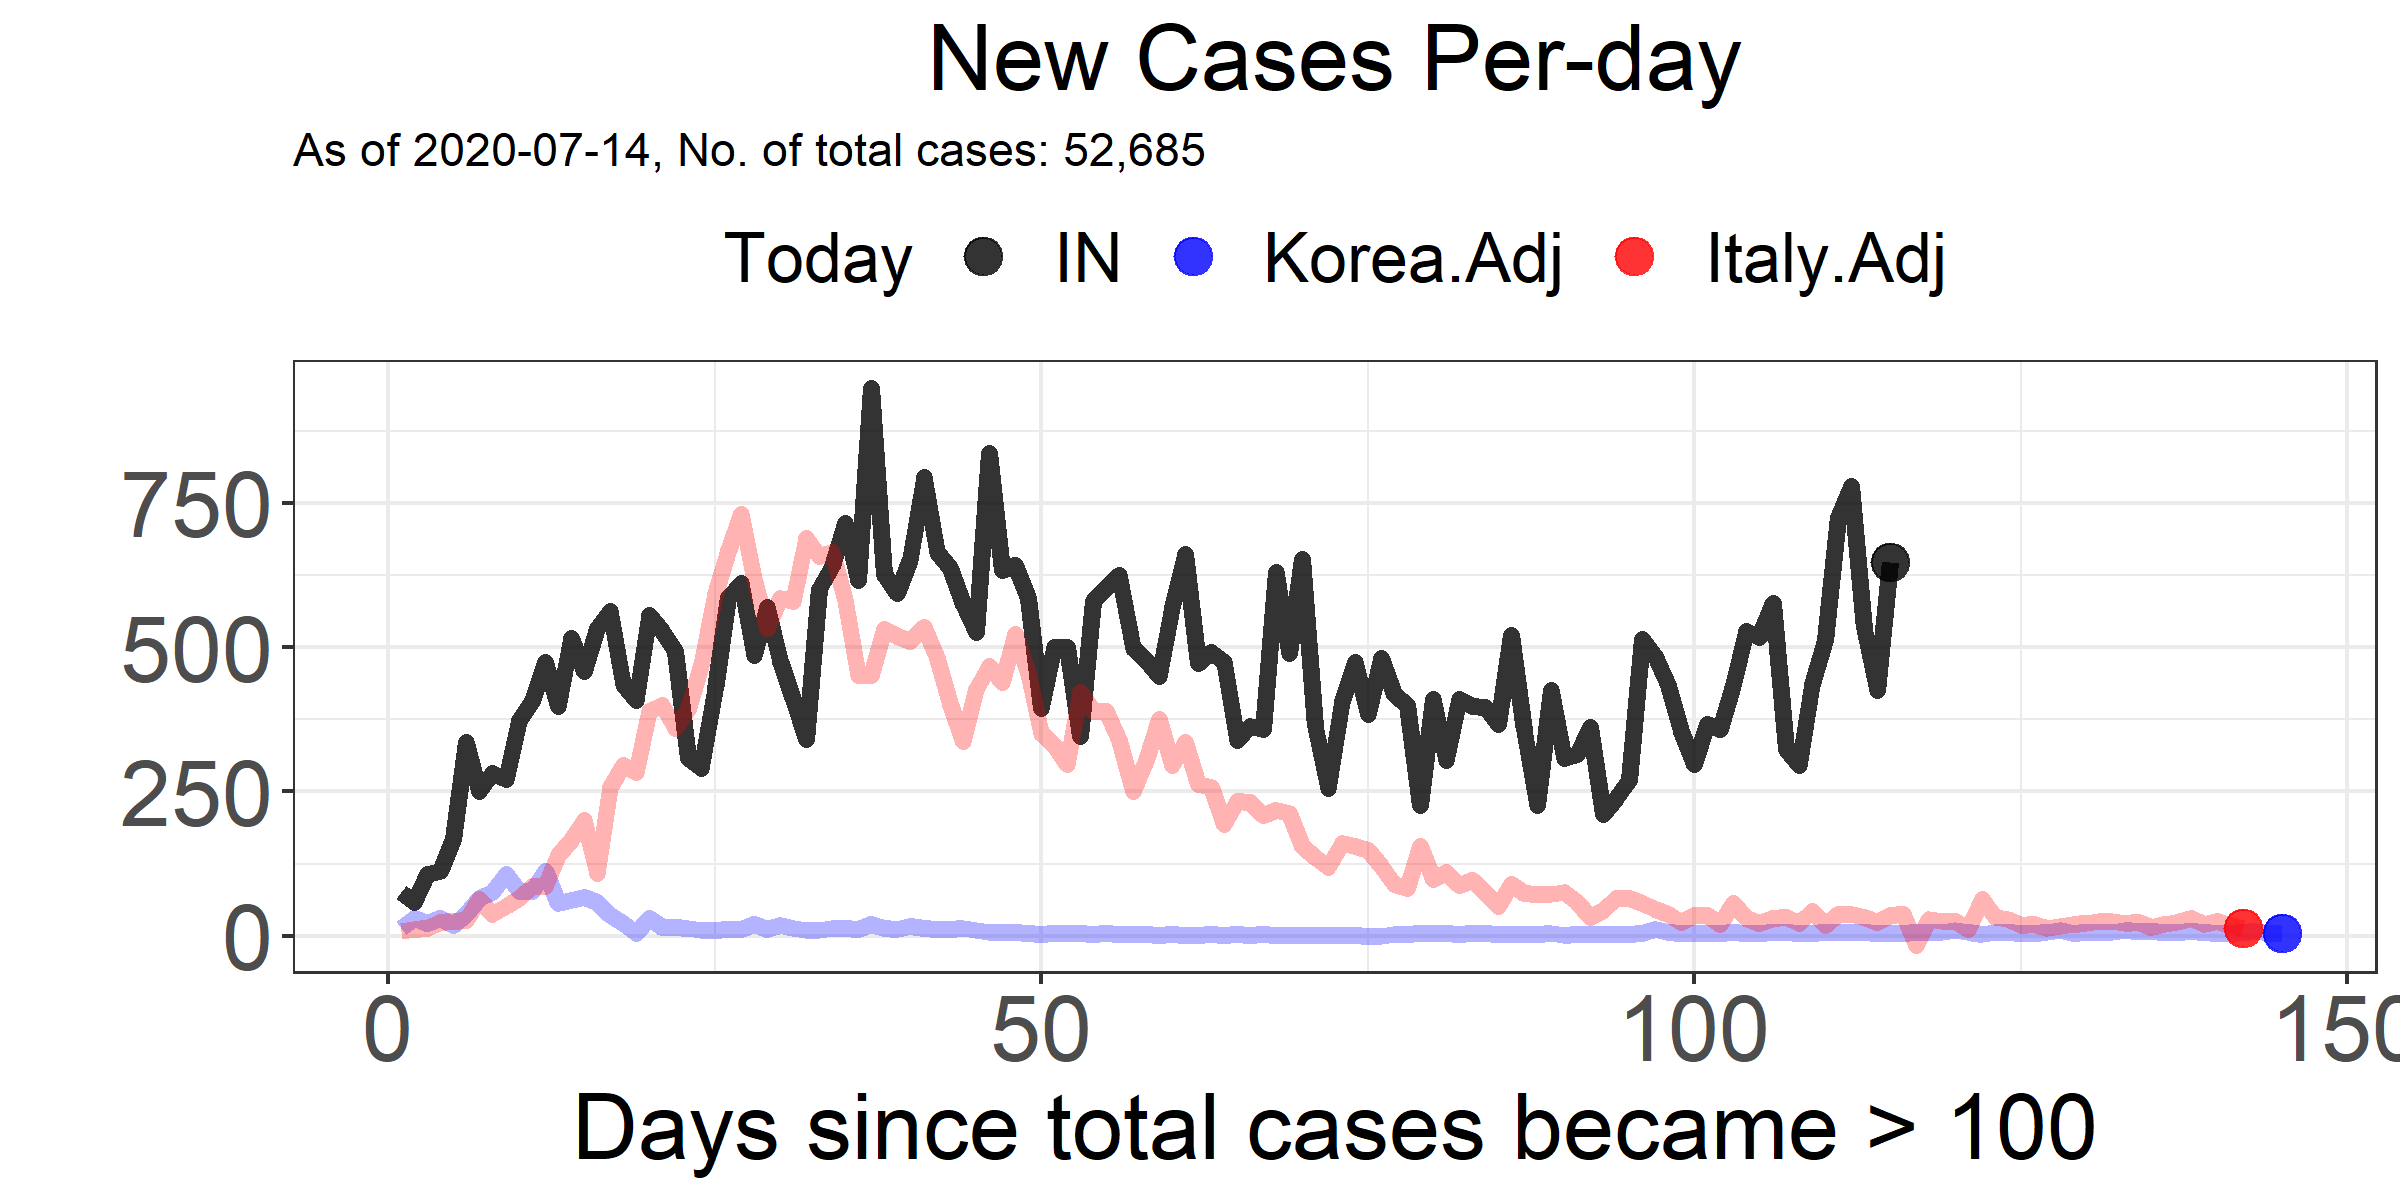 New Cases Per-day
As of 2020-07-14, No. of total cases: 52,685
Today IN Korea.Adj Italy.Adj
750
500
250
0
0 50 100 150
Days since total cases became > 100